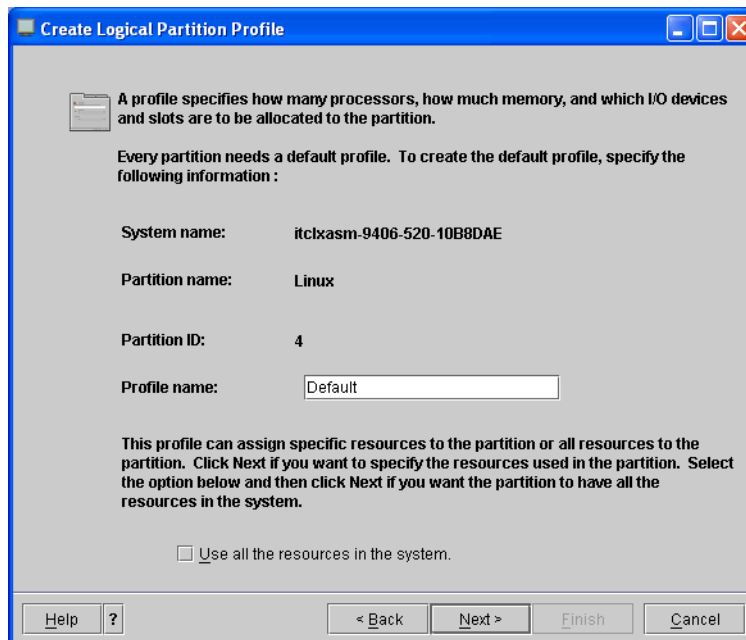 Create Logical Partition Profile
A profile specifies how many processors, how much memory, and which I/O devices
and slots are to be allocated to the partition.
Every partition needs a default profile. To create the default profile, specify the
following information :
System name: itclxasm-9406-520-10B8DAE
Partition name: Linux
Partition ID: 4
Profile name: Default
This profile can assign specific resources to the partition or all resources to the
partition. Click Next if you want to specify the resources used in the partition. Select
the option below and then click Next if you want the partition to have all the
resources in the system.
Use all the resources in the system.
Help ? < Back Next > Finish Cancel